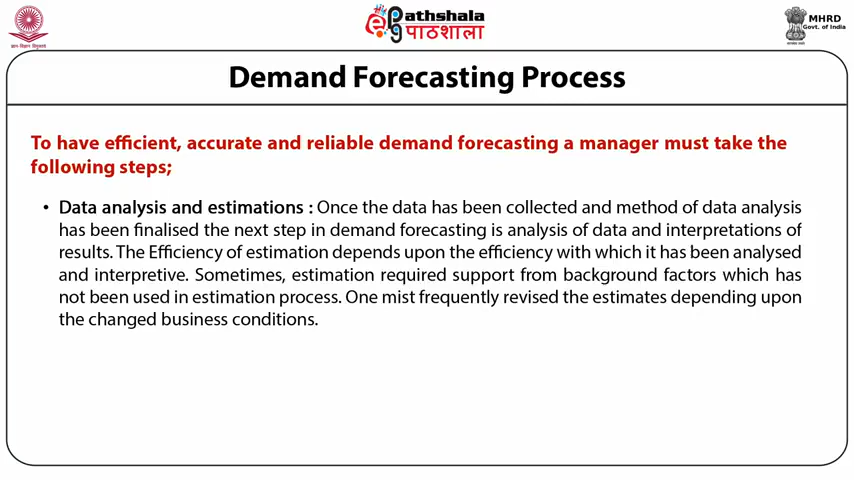 ePathshala
पाठशाला
MHRD
Govt. of India
Demand Forecasting Process
To have efficient, accurate and reliable demand forecasting a manager must take the
following steps;
• Data analysis and estimations : Once the data has been collected and method of data analysis
has been finalised the next step in demand forecasting is analysis of data and interpretations of
results. The Efficiency of estimation depends upon the efficiency with which it has been analysed
and interpretive. Sometimes, estimation required support from background factors which has
not been used in estimation process. One mist frequently revised the estimates depending upon
the changed business conditions.